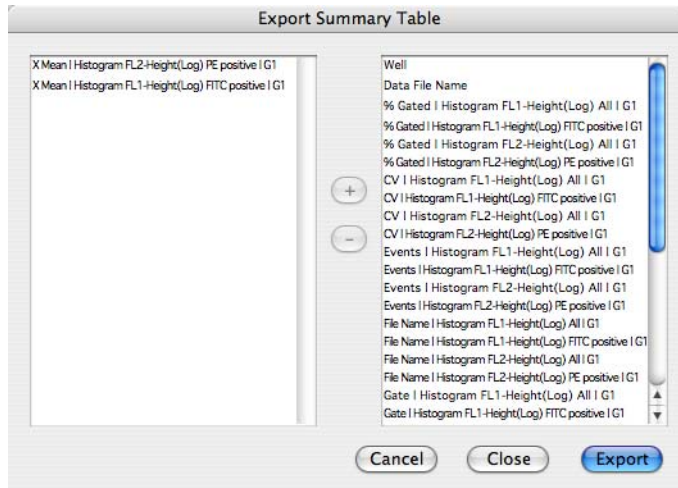 Export Summary Table
X Mean | Histogram FL2-Height(Log) PE positive | G1
X Mean | Histogram FL1-Height(Log) FITC positive | G1
Well
Data File Name
% Gated | Histogram FL1-Height(Log) All | G1
% Gated | Histogram FL1-Height(Log) FITC positive | G1
% Gated | Histogram FL2-Height(Log) All | G1
% Gated | Histogram FL2-Height(Log) PE positive | G1
CV | Histogram FL1-Height(Log) All | G1
CV | Histogram FL1-Height(Log) FITC positive | G1
CV | Histogram FL2-Height(Log) All | G1
CV | Histogram FL2-Height(Log) PE positive | G1
Events | Histogram FL1-Height(Log) All | G1
Events | Histogram FL1-Height(Log) FITC positive | G1
Events | Histogram FL2-Height(Log) All | G1
Events | Histogram FL2-Height(Log) PE positive | G1
File Name | Histogram FL1-Height(Log) All | G1
File Name | Histogram FL1-Height(Log) FITC positive | G1
File Name | Histogram FL2-Height(Log) All | G1
File Name | Histogram FL2-Height(Log) PE positive | G1
Gate | Histogram FL1-Height(Log) All | G1
Gate | Histogram FL1-Height(Log) FITC positive | G1
+
-
Cancel Close Export